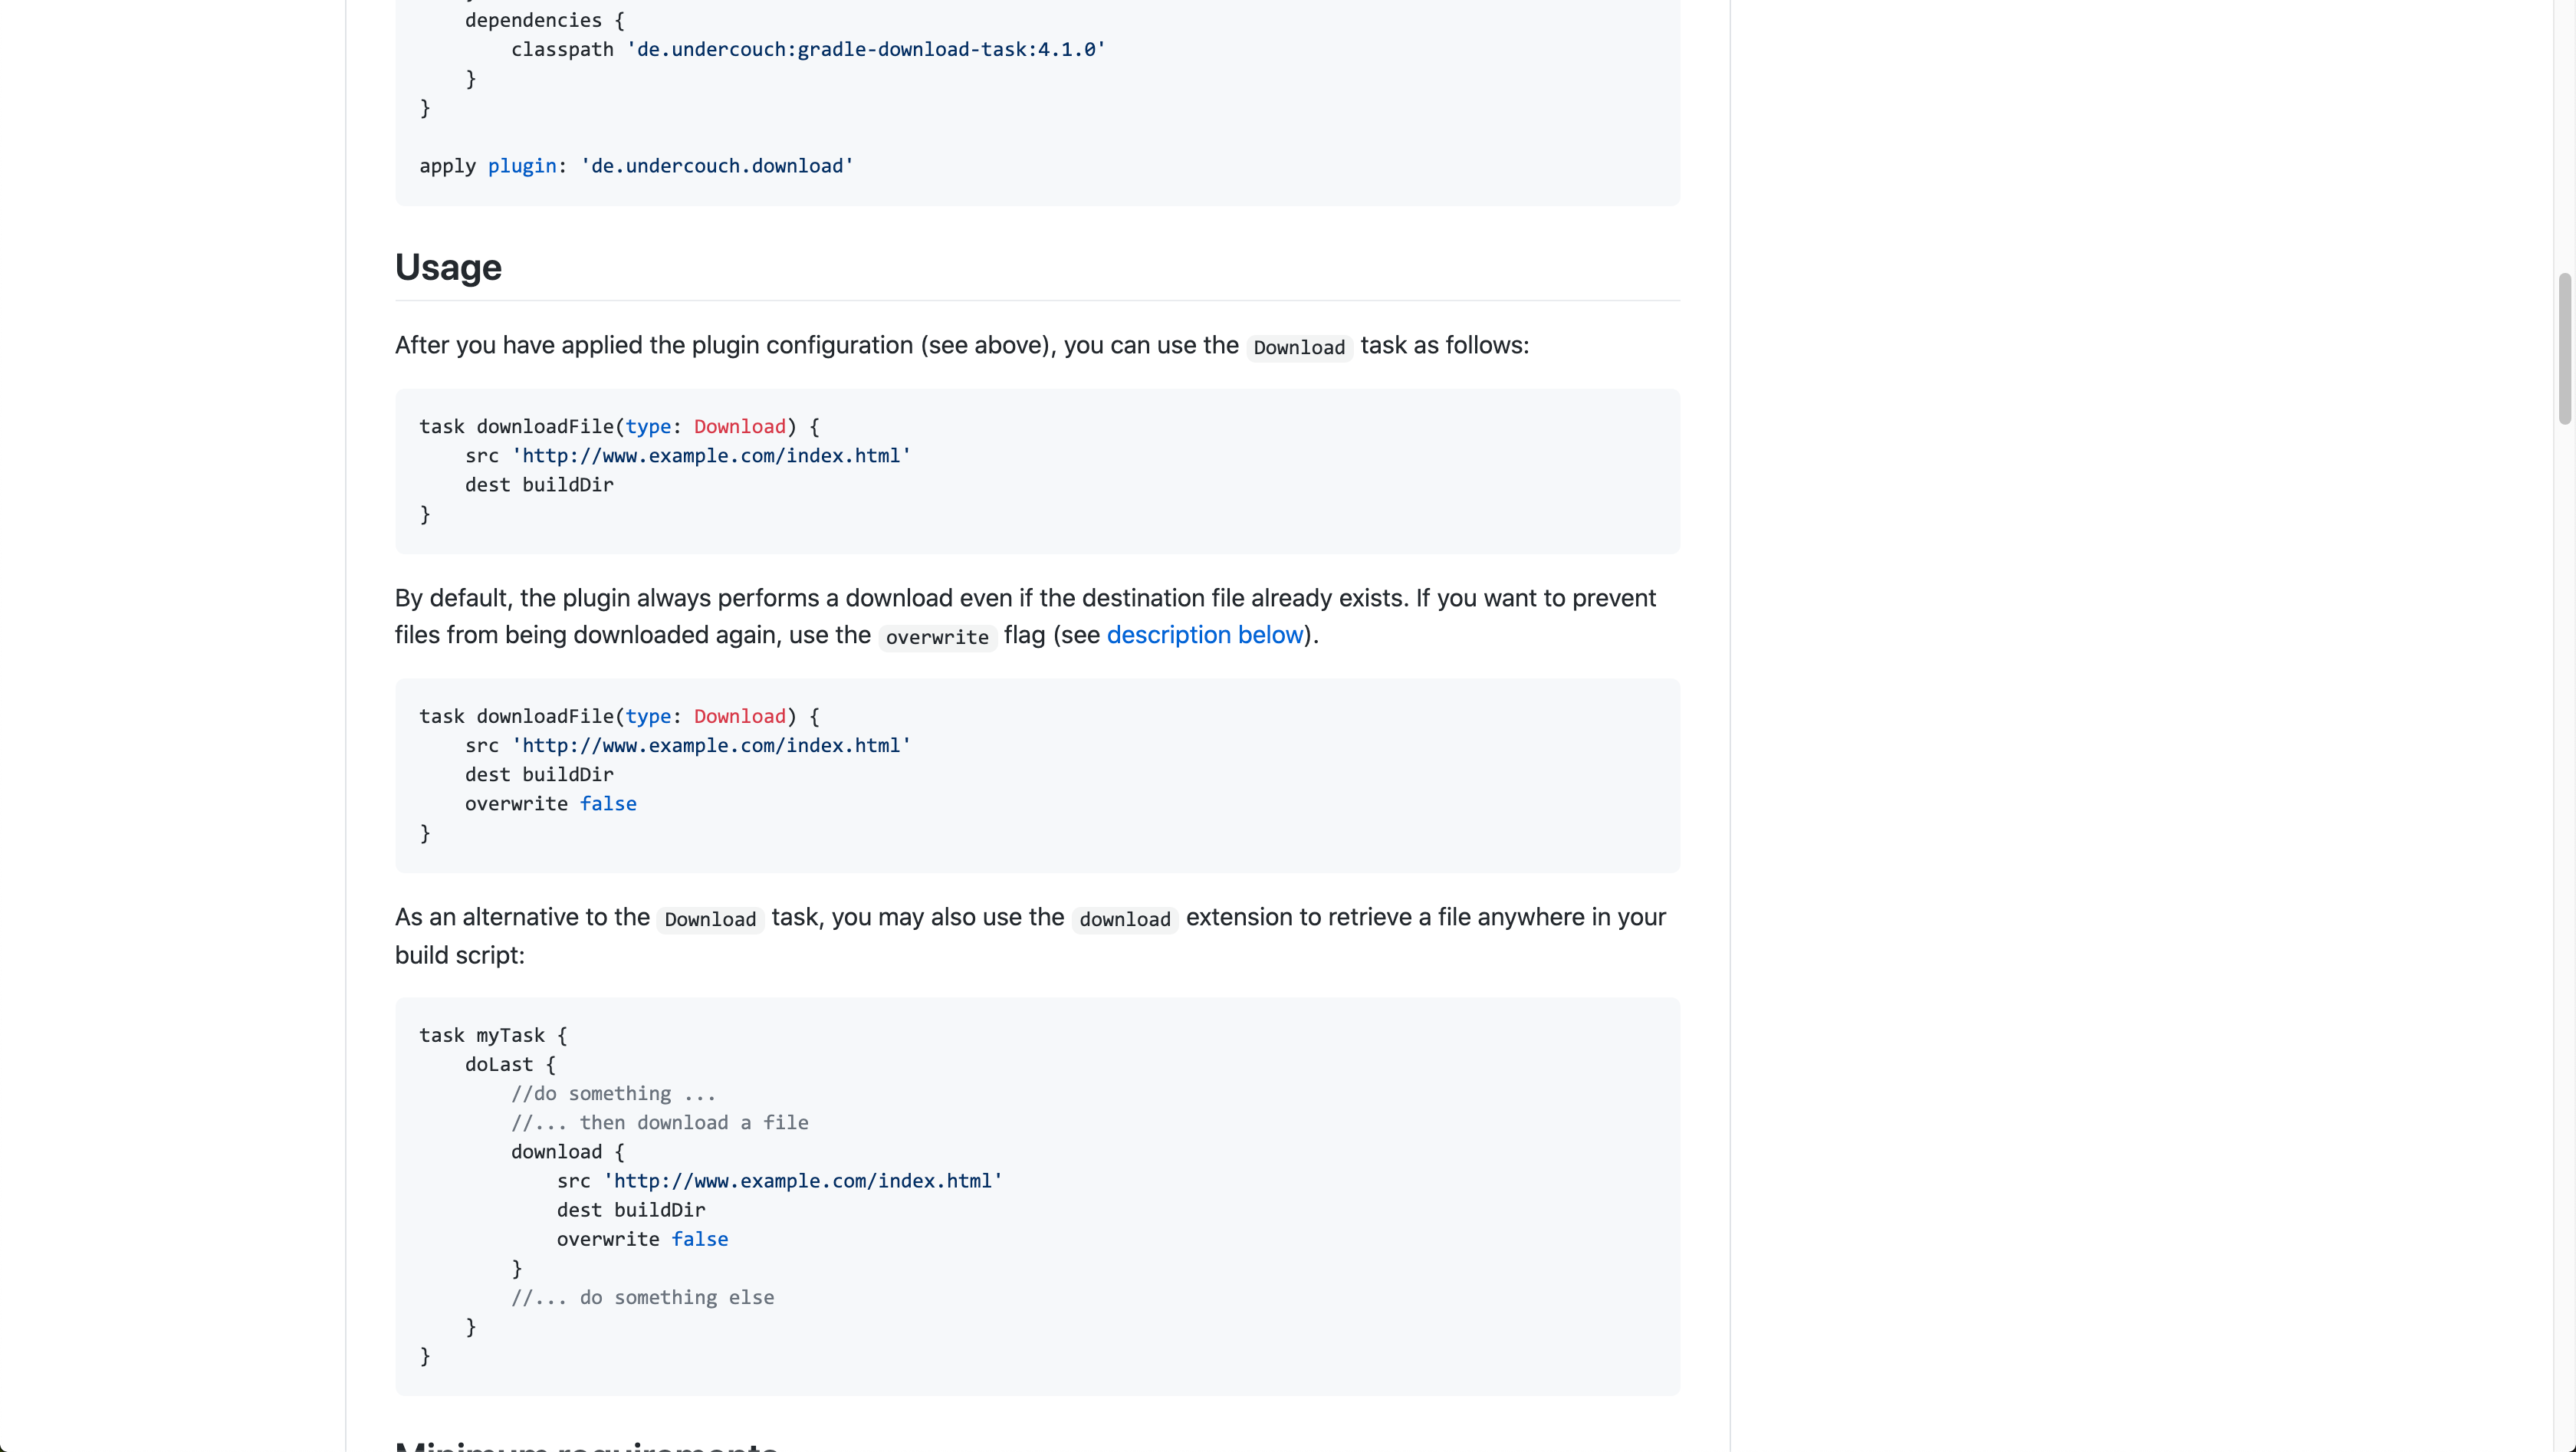 dependencies {
classpath 'de.undercouch:gradle-download-task:4.1.0'
}
}
apply plugin: 'de.undercouch.download'
Usage
After you have applied the plugin configuration (see above), you can use the Download task as follows:
task downloadFile(type: Download) {
src 'http://www.example.com/index.html'
dest buildDir
}
By default, the plugin always performs a download even if the destination file already exists. If you want to prevent
files from being downloaded again, use the overwrite flag (see description below).
task downloadFile(type: Download) {
src 'http://www.example.com/index.html'
dest buildDir
overwrite false
}
As an alternative to the Download task, you may also use the download extension to retrieve a file anywhere in your
build script:
task myTask {
doLast {
//do something ...
//... then download a file
download {
src 'http://www.example.com/index.html'
dest buildDir
overwrite false
}
//... do something else
}
}
Minimum requirements